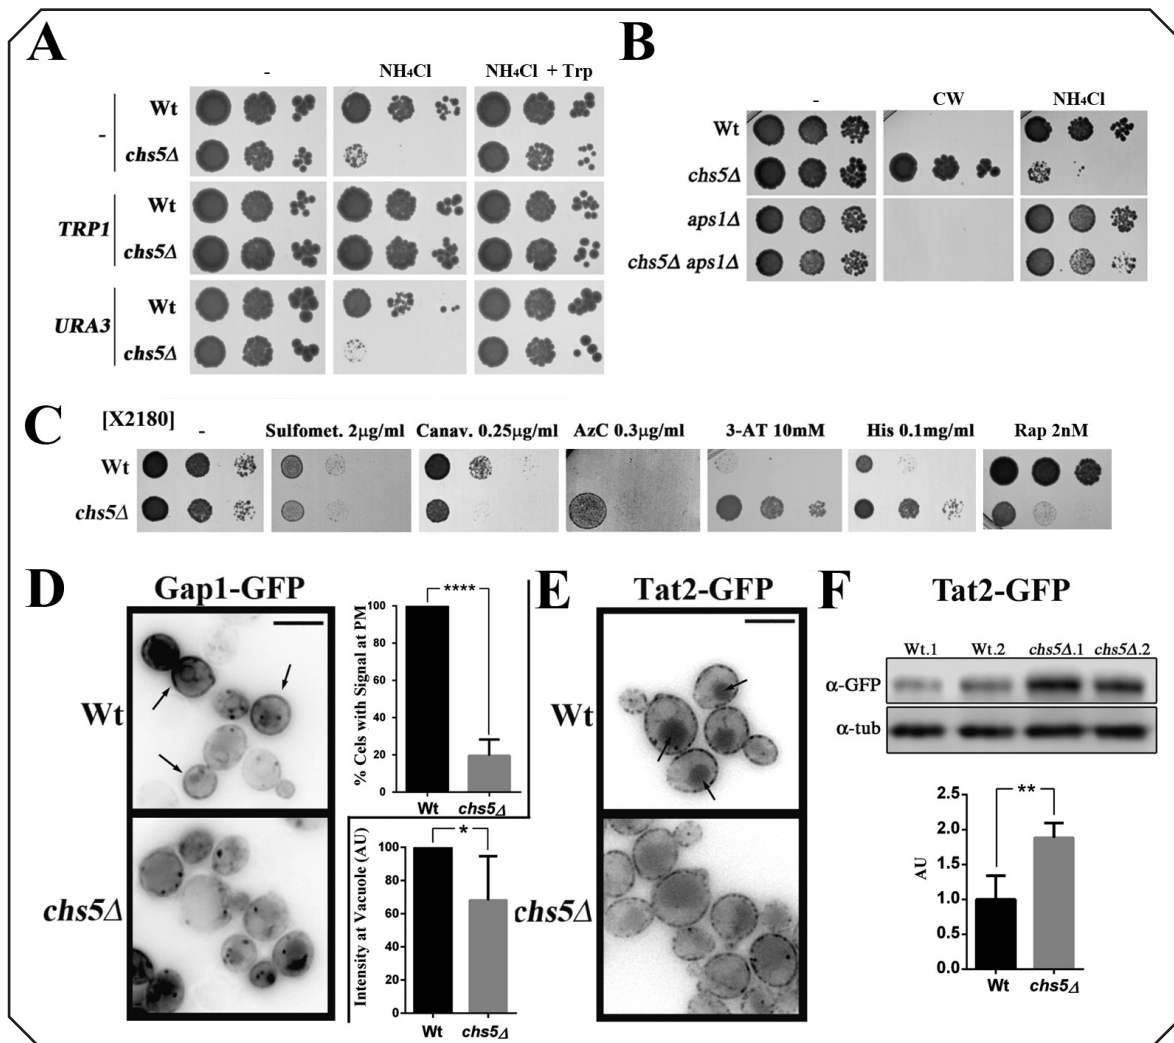 A
- NH₄Cl NH₄Cl + Trp
- Wt
chs5Δ
TRP1 Wt
chs5Δ
URA3 Wt
chs5Δ
B
- CW NH₄Cl
Wt
chs5Δ
aps1Δ
chs5Δ aps1Δ
C
[X2180]
- Sulfomet. 2μg/ml Canav. 0.25μg/ml AzC 0.3μg/ml 3-AT 10mM His 0.1mg/ml Rap 2nM
Wt
chs5Δ
D
Gap1-GFP
Wt
chs5Δ
% Cels with Signal at PM
****
100
80
60
40
20
0
Wt chs5Δ
Intensity at Vacuole (AU)
*
100
80
60
40
20
0
Wt chs5Δ
E
Tat2-GFP
Wt
chs5Δ
F
Tat2-GFP
Wt.1 Wt.2 chs5Δ.1 chs5Δ.2
α-GFP
α-tub
AU
**
2.5
2.0
1.5
1.0
0.5
0.0
Wt chs5Δ